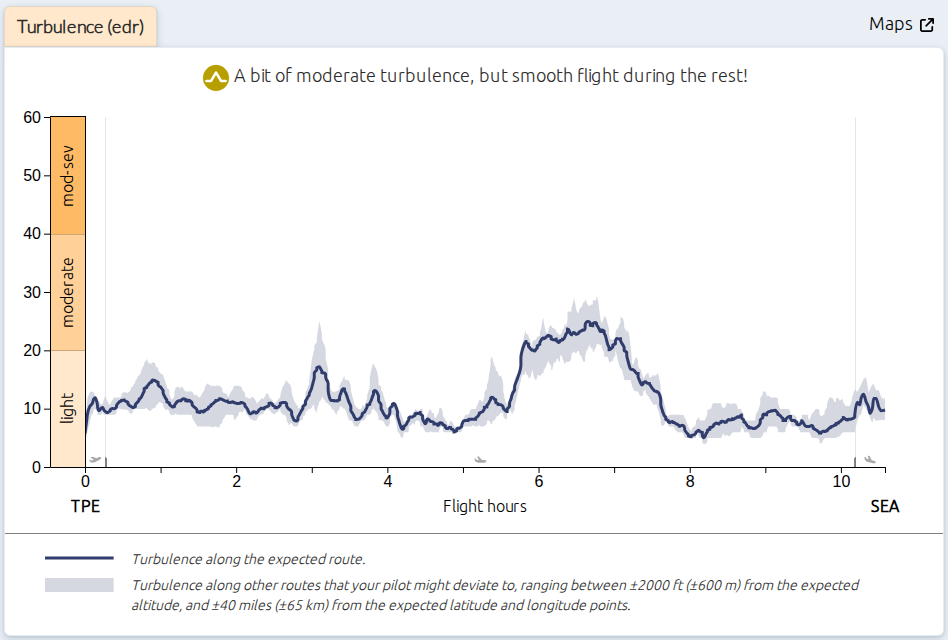 Turbulence (edr)
Maps
A bit of moderate turbulence, but smooth flight during the rest!
60
50
40
30
20
10
0
mod-sev
moderate
light
0
2
4
6
8
10
TPE
Flight hours
SEA
Turbulence along the expected route.
Turbulence along other routes that your pilot might deviate to, ranging between ±2000 ft (±600 m) from the expected
altitude, and ±40 miles (±65 km) from the expected latitude and longitude points.